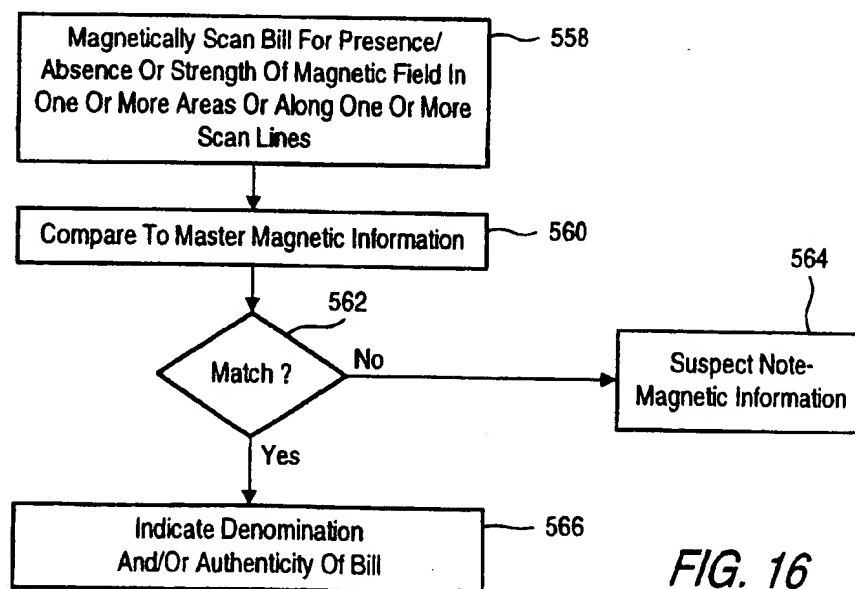 Magnetically Scan Bill For Presence/
Absence Or Strength Of Magnetic Field In
One Or More Areas Or Along One Or More
Scan Lines
558
Compare To Master Magnetic Information
560
562
Match ?
No
564
Suspect Note-
Magnetic Information
Yes
Indicate Denomination
And/Or Authenticity Of Bill
566
FIG. 16